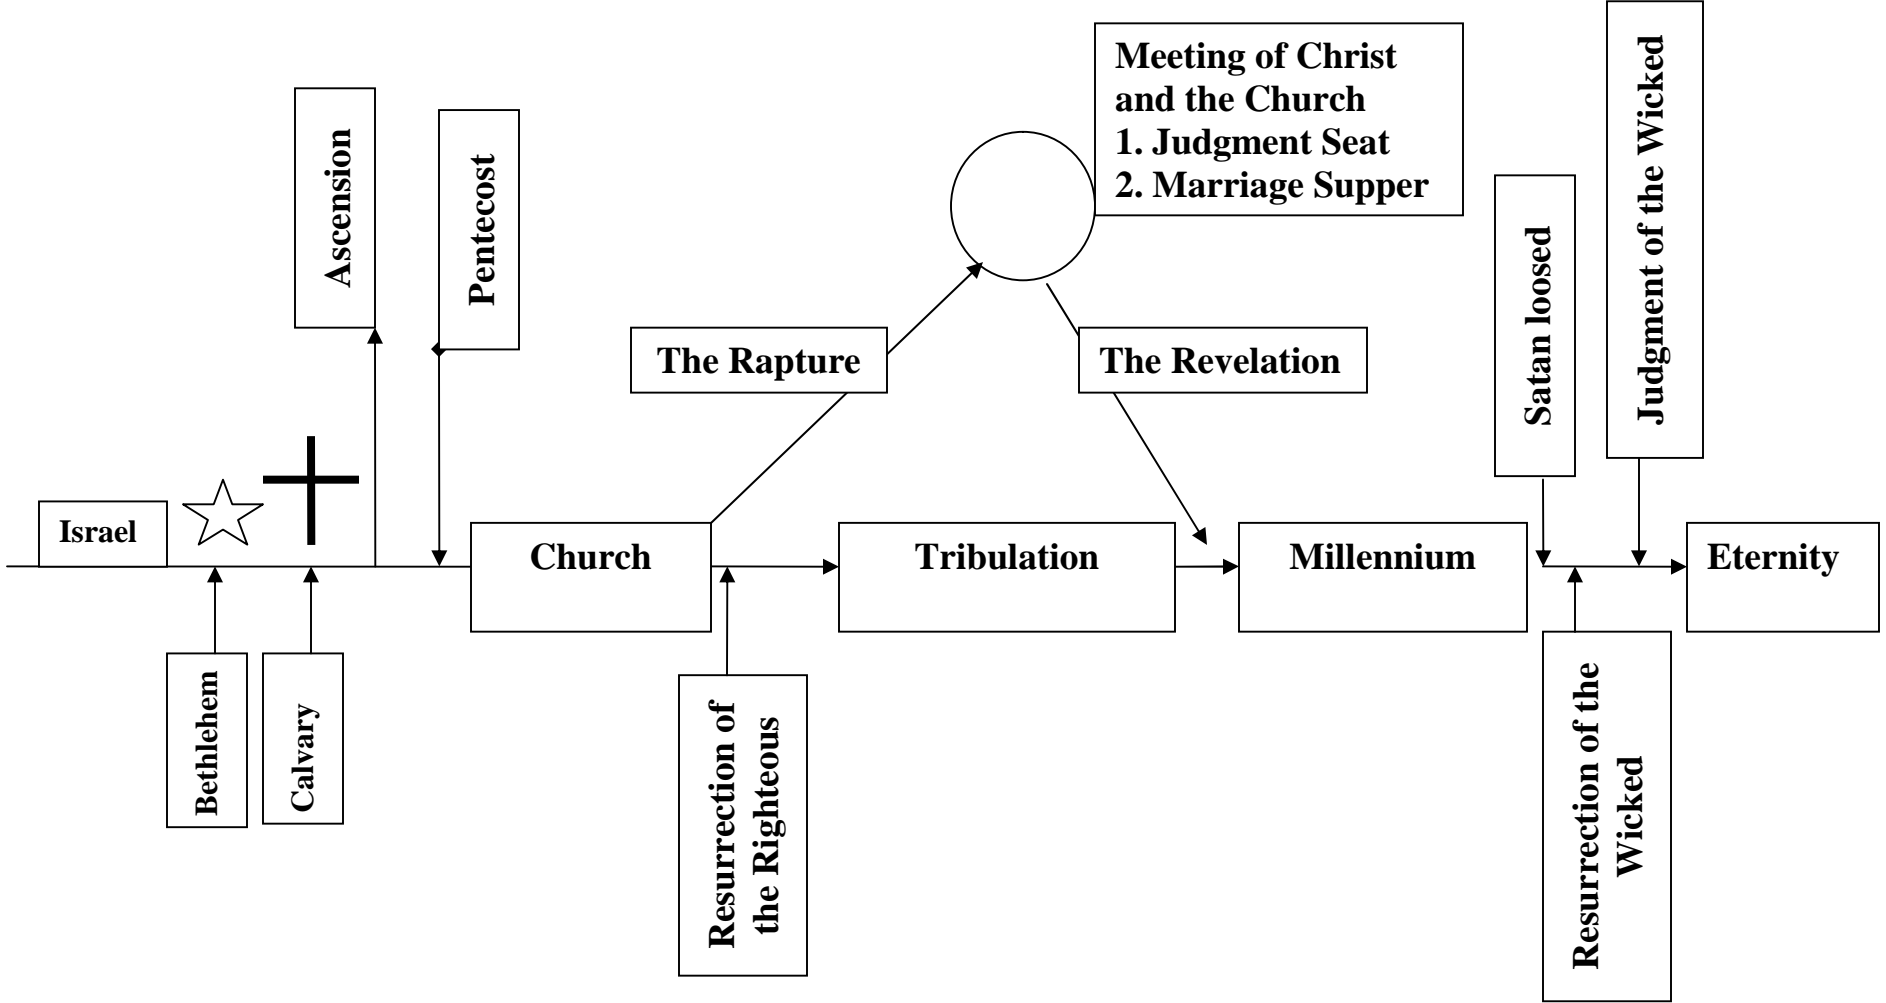 Meeting of Christ
and the Church
1. Judgment Seat
2. Marriage Supper
Judgment of the Wicked
Ascension
Pentecost
Satan loosed
The Rapture
The Revelation
Israel
Church
Tribulation
Millennium
Eternity
Bethlehem
Calvary
Resurrection of
the Righteous
Resurrection of the
Wicked